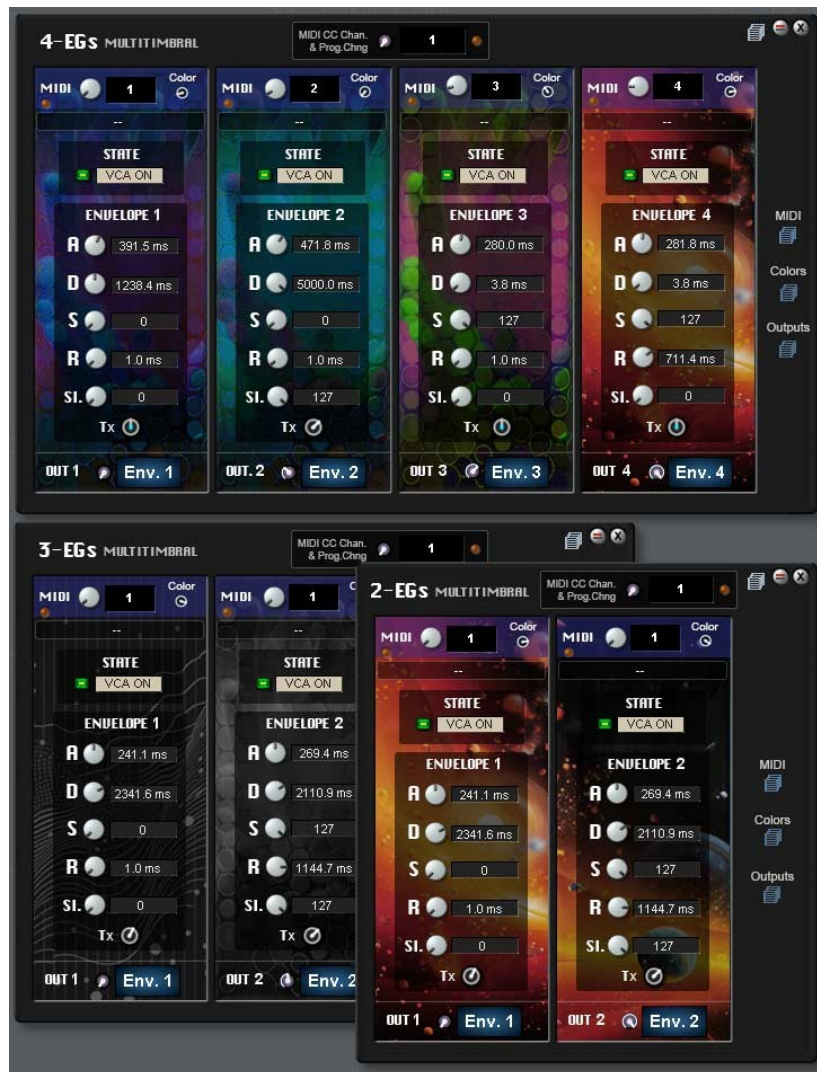 4-EGs MULTITIMBRAL
MIDI CC Chan. & Prog.Chng 1
MIDI 1 Color
MIDI 2 Color
MIDI 3 Color
MIDI 4 Color
-- -- -- --
STATE STATE STATE STATE
VCA ON VCA ON VCA ON VCA ON
ENVELOPE 1 ENVELOPE 2 ENVELOPE 3 ENVELOPE 4
MIDI
A 391.5 ms A 471.8 ms A 280.0 ms A 281.8 ms
Colors
D 1238.4 ms D 5000.0 ms D 3.8 ms D 3.8 ms
S 0 S 0 S 127 S 127
Outputs
R 1.0 ms R 1.0 ms R 1.0 ms R 711.4 ms
Sl. 0 Sl. 127 Sl. 0 Sl. 0
Tx Tx Tx Tx
OUT 1 Env. 1 OUT. 2 Env. 2 OUT 3 Env. 3 OUT 4 Env. 4
3-EGs MULTITIMBRAL
MIDI CC Chan. & Prog.Chng 1
MIDI 1 Color
MIDI 1
-- --
STATE STATE
VCA ON VCA ON
ENVELOPE 1 ENVELOPE 2
A 241.1 ms A 269.4 ms
D 2341.6 ms D 2110.9 ms
S 0 S 127
R 1.0 ms R 1144.7 ms
Sl. 0 Sl. 127
Tx Tx
OUT 1 Env. 1 OUT 2 Env. 2
2-EGs MULTITIMBRAL
MIDI CC Chan. & Prog.Chng 1
MIDI 1 Color
MIDI 1 Color
-- --
STATE STATE
VCA ON VCA ON
ENVELOPE 1 ENVELOPE 2
MIDI
A 241.1 ms A 269.4 ms
Colors
D 2341.6 ms D 2110.9 ms
S 0 S 127
Outputs
R 1.0 ms R 1144.7 ms
Sl. 0 Sl. 127
Tx Tx
OUT 1 Env. 1 OUT 2 Env. 2